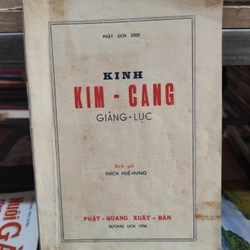 PHẬT LỊCH 2500
KINH
KIM - CANG
GIẢNG-LỤC
Dịch-giả
THÍCH HUỆ-HƯNG
PHẬT-QUANG XUẤT-BẢN
DƯƠNG LỊCH 1956